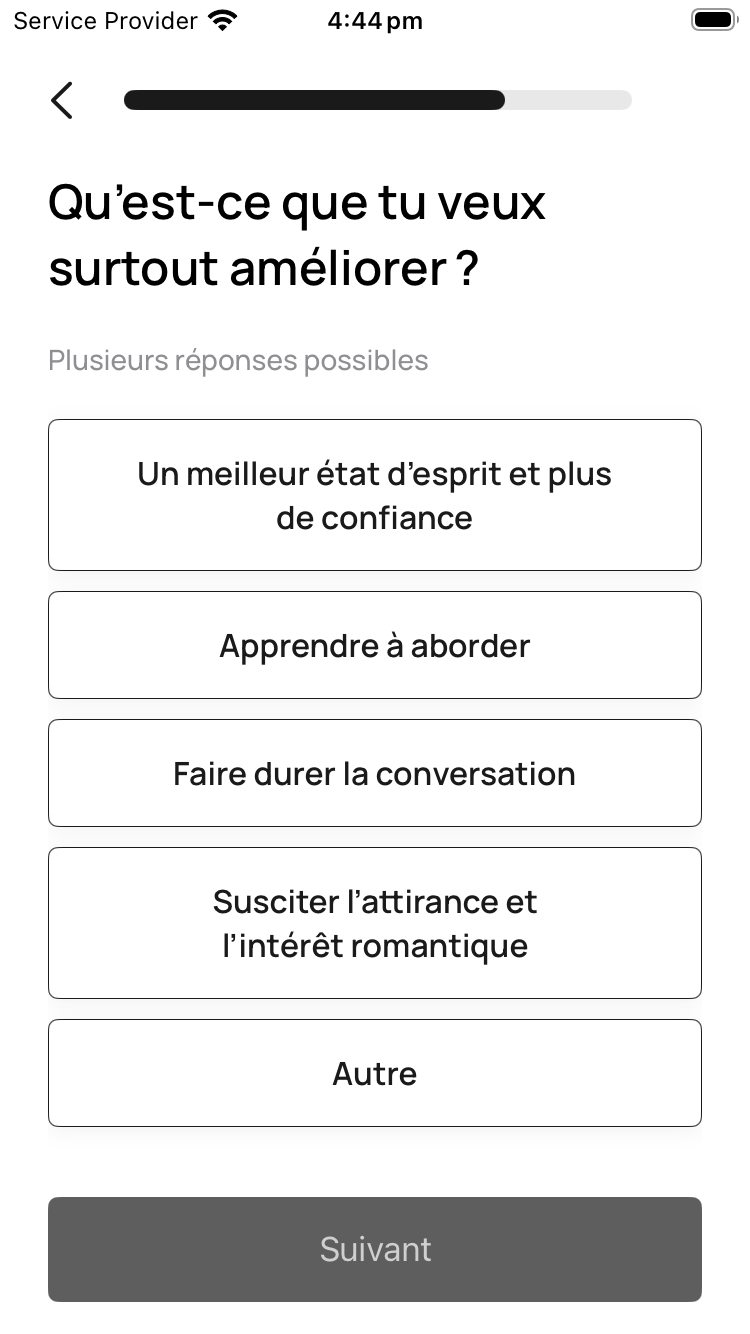 Service Provider 4:44 pm
Qu’est-ce que tu veux
surtout améliorer ?
Plusieurs réponses possibles
Un meilleur état d’esprit et plus
de confiance
Apprendre à aborder
Faire durer la conversation
Susciter l’attirance et
l’intérêt romantique
Autre
Suivant